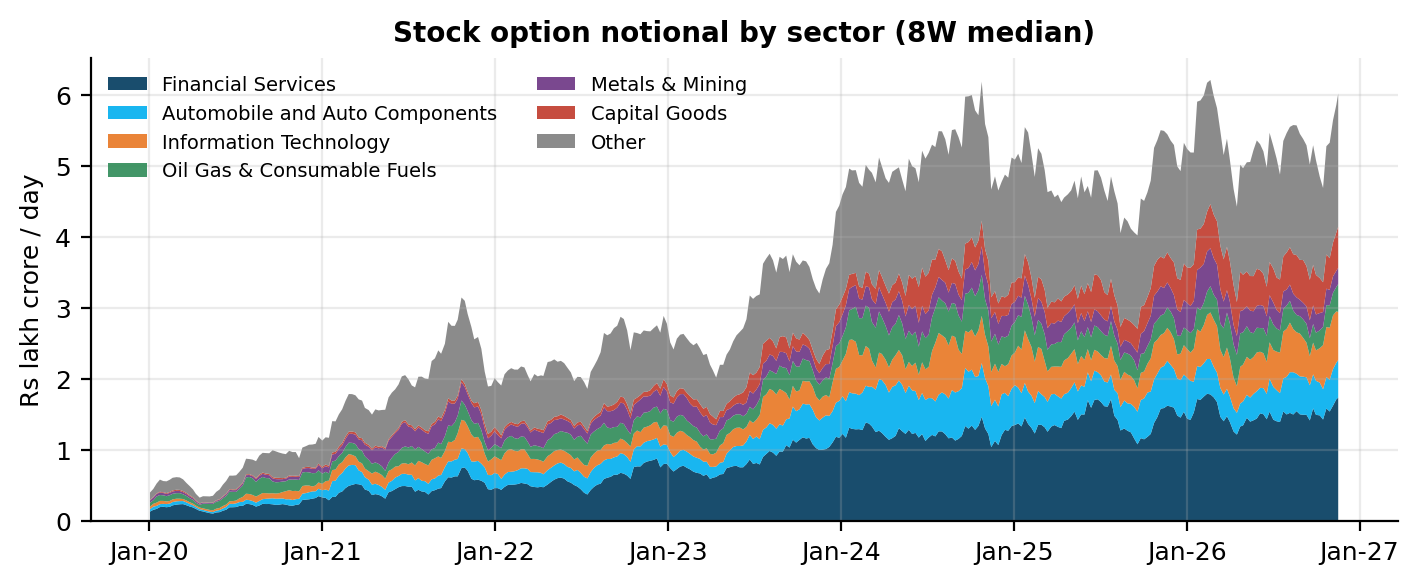 Stock option notional by sector (8W median)
Financial Services
Automobile and Auto Components
Information Technology
Oil Gas & Consumable Fuels
Metals & Mining
Capital Goods
Other
Rs lakh crore / day
6
5
4
3
2
1
0
Jan-20 Jan-21 Jan-22 Jan-23 Jan-24 Jan-25 Jan-26 Jan-27